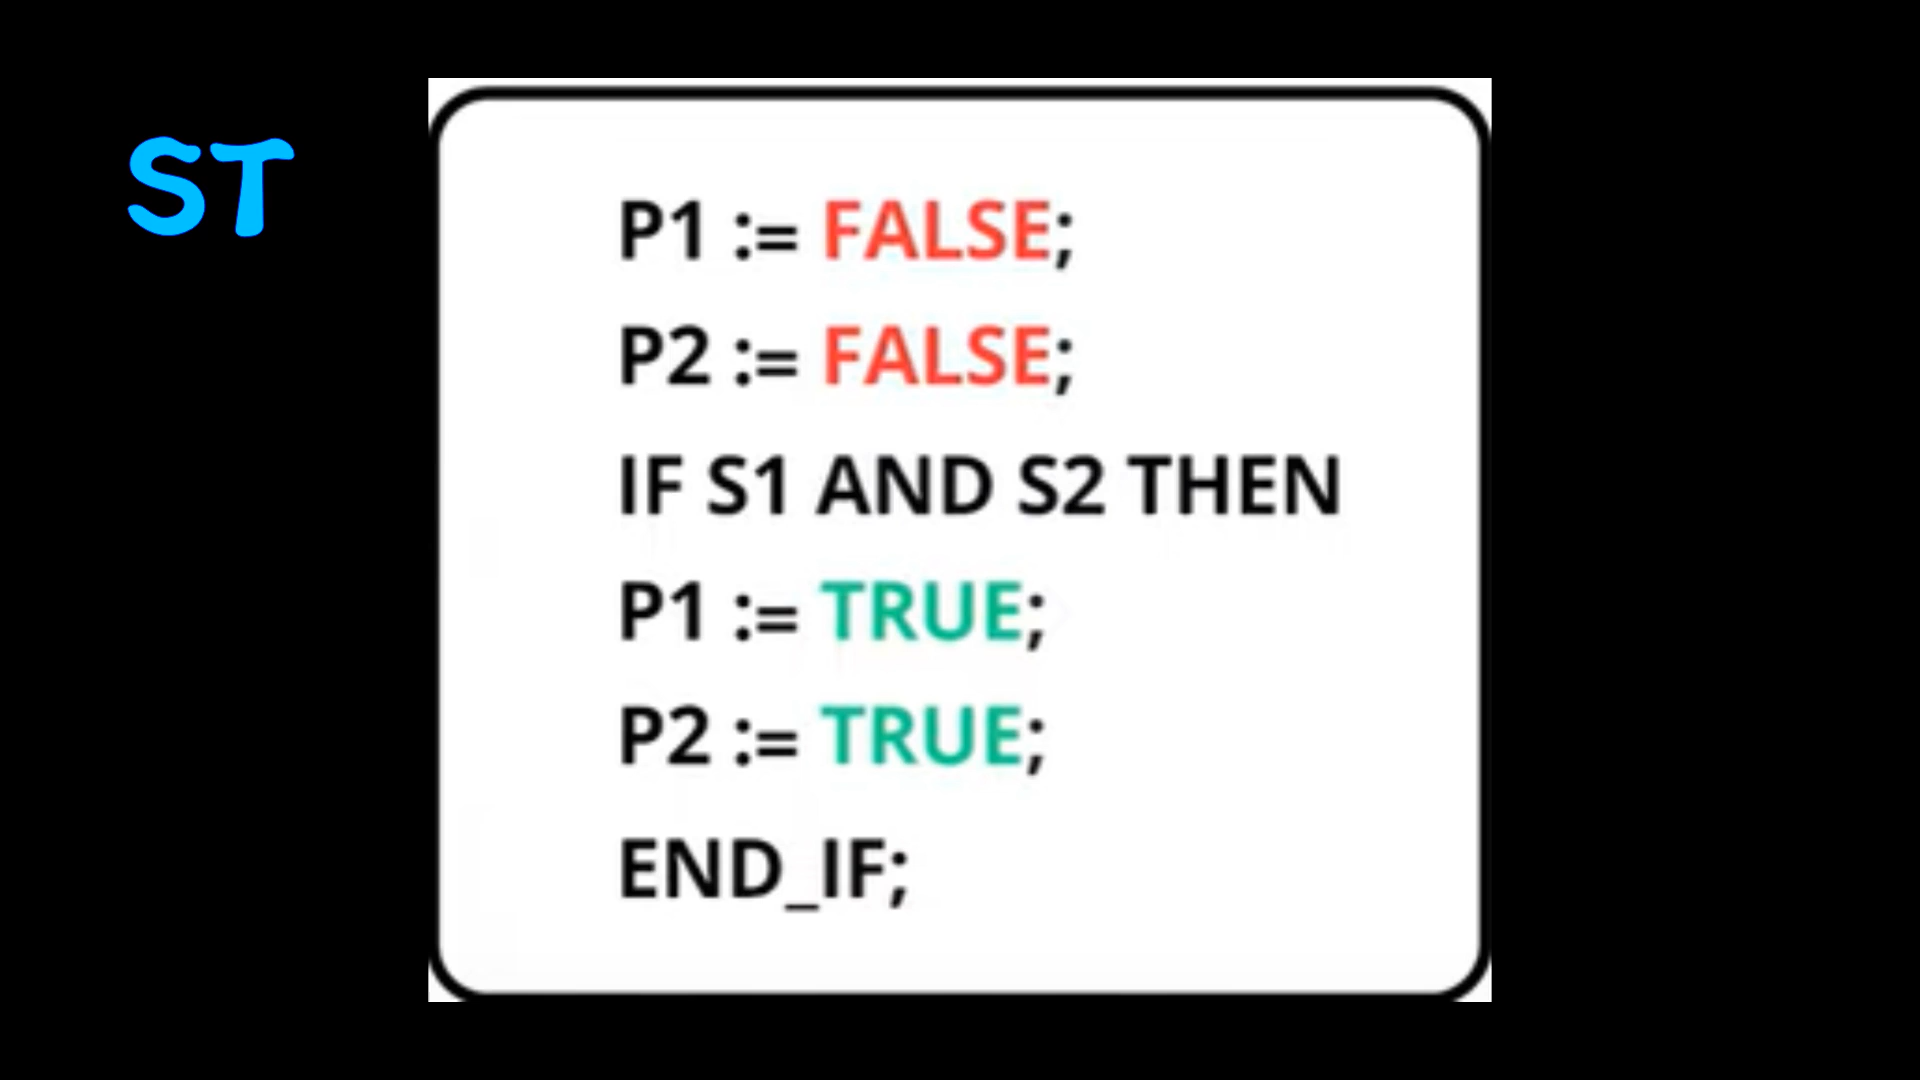 ST
P1 := FALSE;
P2 := FALSE;
IF S1 AND S2 THEN
P1 := TRUE;
P2 := TRUE;
END_IF;